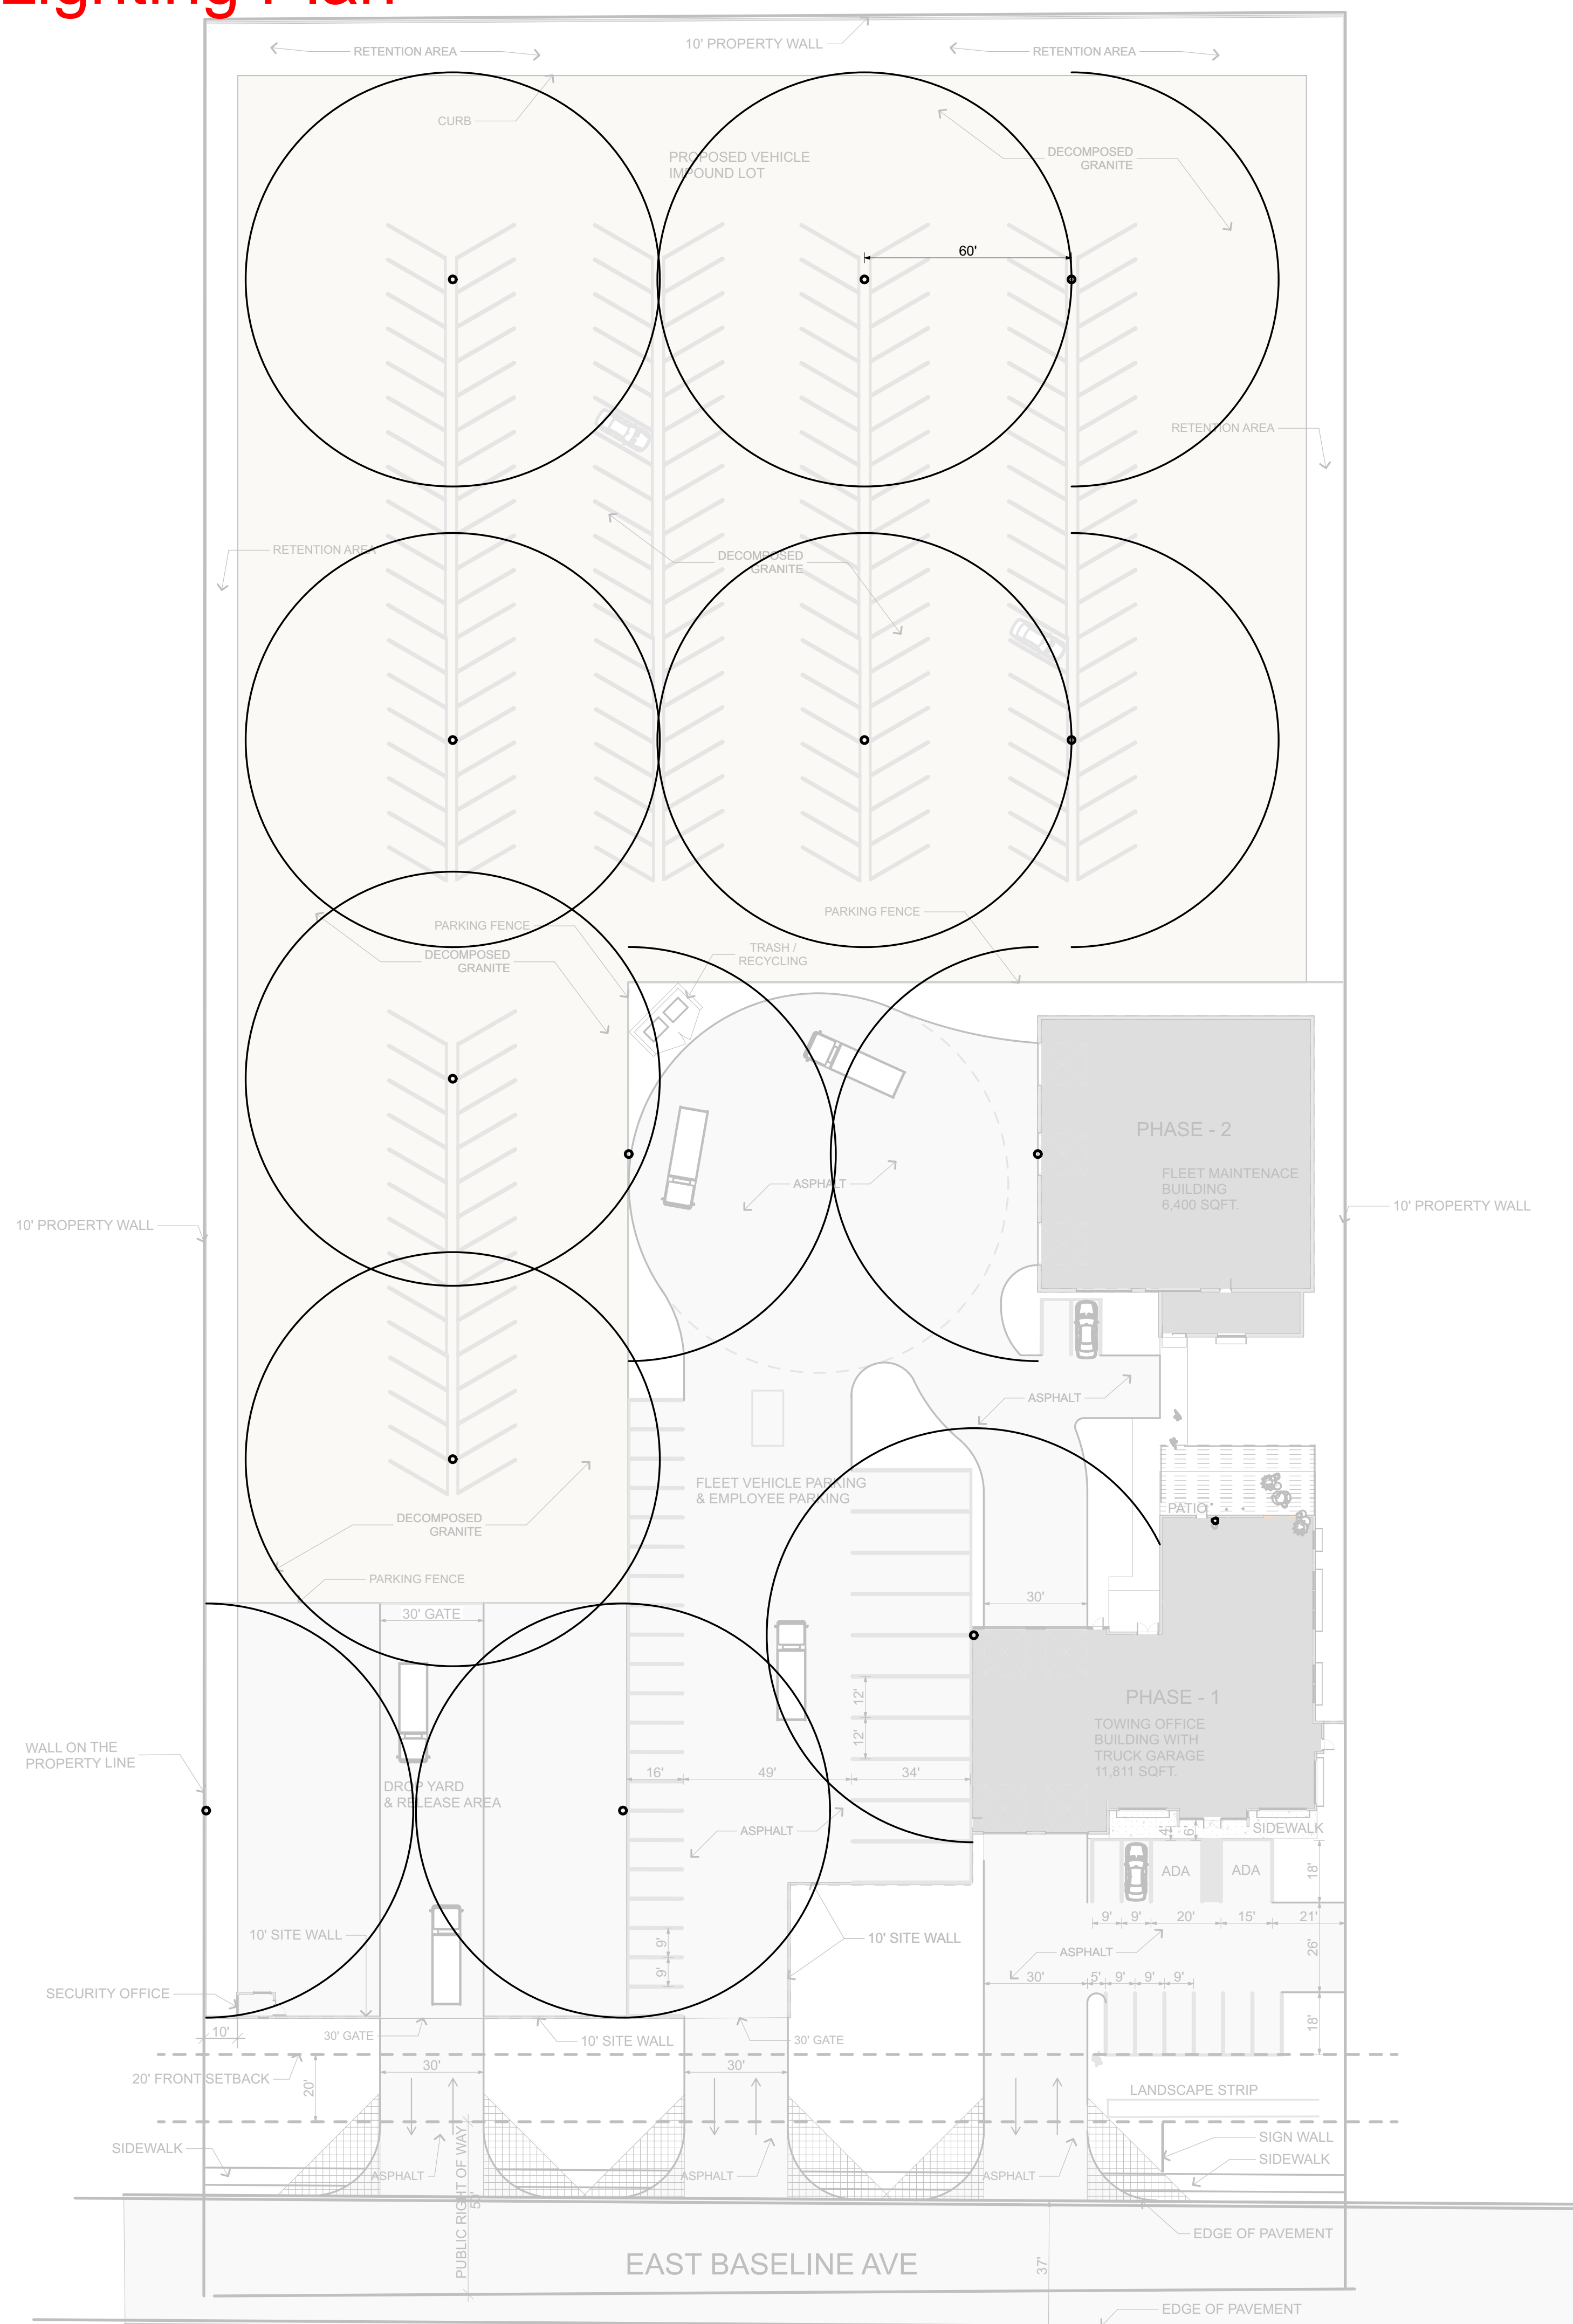 Lighting Plan
10' PROPERTY WALL
RETENTION AREA
RETENTION AREA
CURB
PROPOSED VEHICLE
IMPOUND LOT
DECOMPOSED
GRANITE
60'
RETENTION AREA
RETENTION AREA
DECOMPOSED
GRANITE
PARKING FENCE
PARKING FENCE
TRASH /
RECYCLING
DECOMPOSED
GRANITE
PHASE - 2
FLEET MAINTENACE
BUILDING
6,400 SQFT.
ASPHALT
10' PROPERTY WALL
10' PROPERTY WALL
ASPHALT
FLEET VEHICLE PARKING
& EMPLOYEE PARKING
PATIO
DECOMPOSED
GRANITE
PARKING FENCE
30' GATE
30'
PHASE - 1
TOWING OFFICE
BUILDING WITH
TRUCK GARAGE
11,811 SQFT.
12'
12'
WALL ON THE
PROPERTY LINE
16'
49'
34'
DROP YARD
& RELEASE AREA
ASPHALT
4'
6'
SIDEWALK
ADA
ADA
18'
9'
9'
20'
15'
21'
10' SITE WALL
10' SITE WALL
9'
9'
ASPHALT
26'
30'
5'
9'
9'
9'
SECURITY OFFICE
18'
10'
30' GATE
10' SITE WALL
30' GATE
30'
30'
20' FRONT SETBACK
20'
LANDSCAPE STRIP
SIDEWALK
SIGN WALL
SIDEWALK
ASPHALT
ASPHALT
ASPHALT
PUBLIC RIGHT OF WAY
EDGE OF PAVEMENT
EAST BASELINE AVE
37'
EDGE OF PAVEMENT